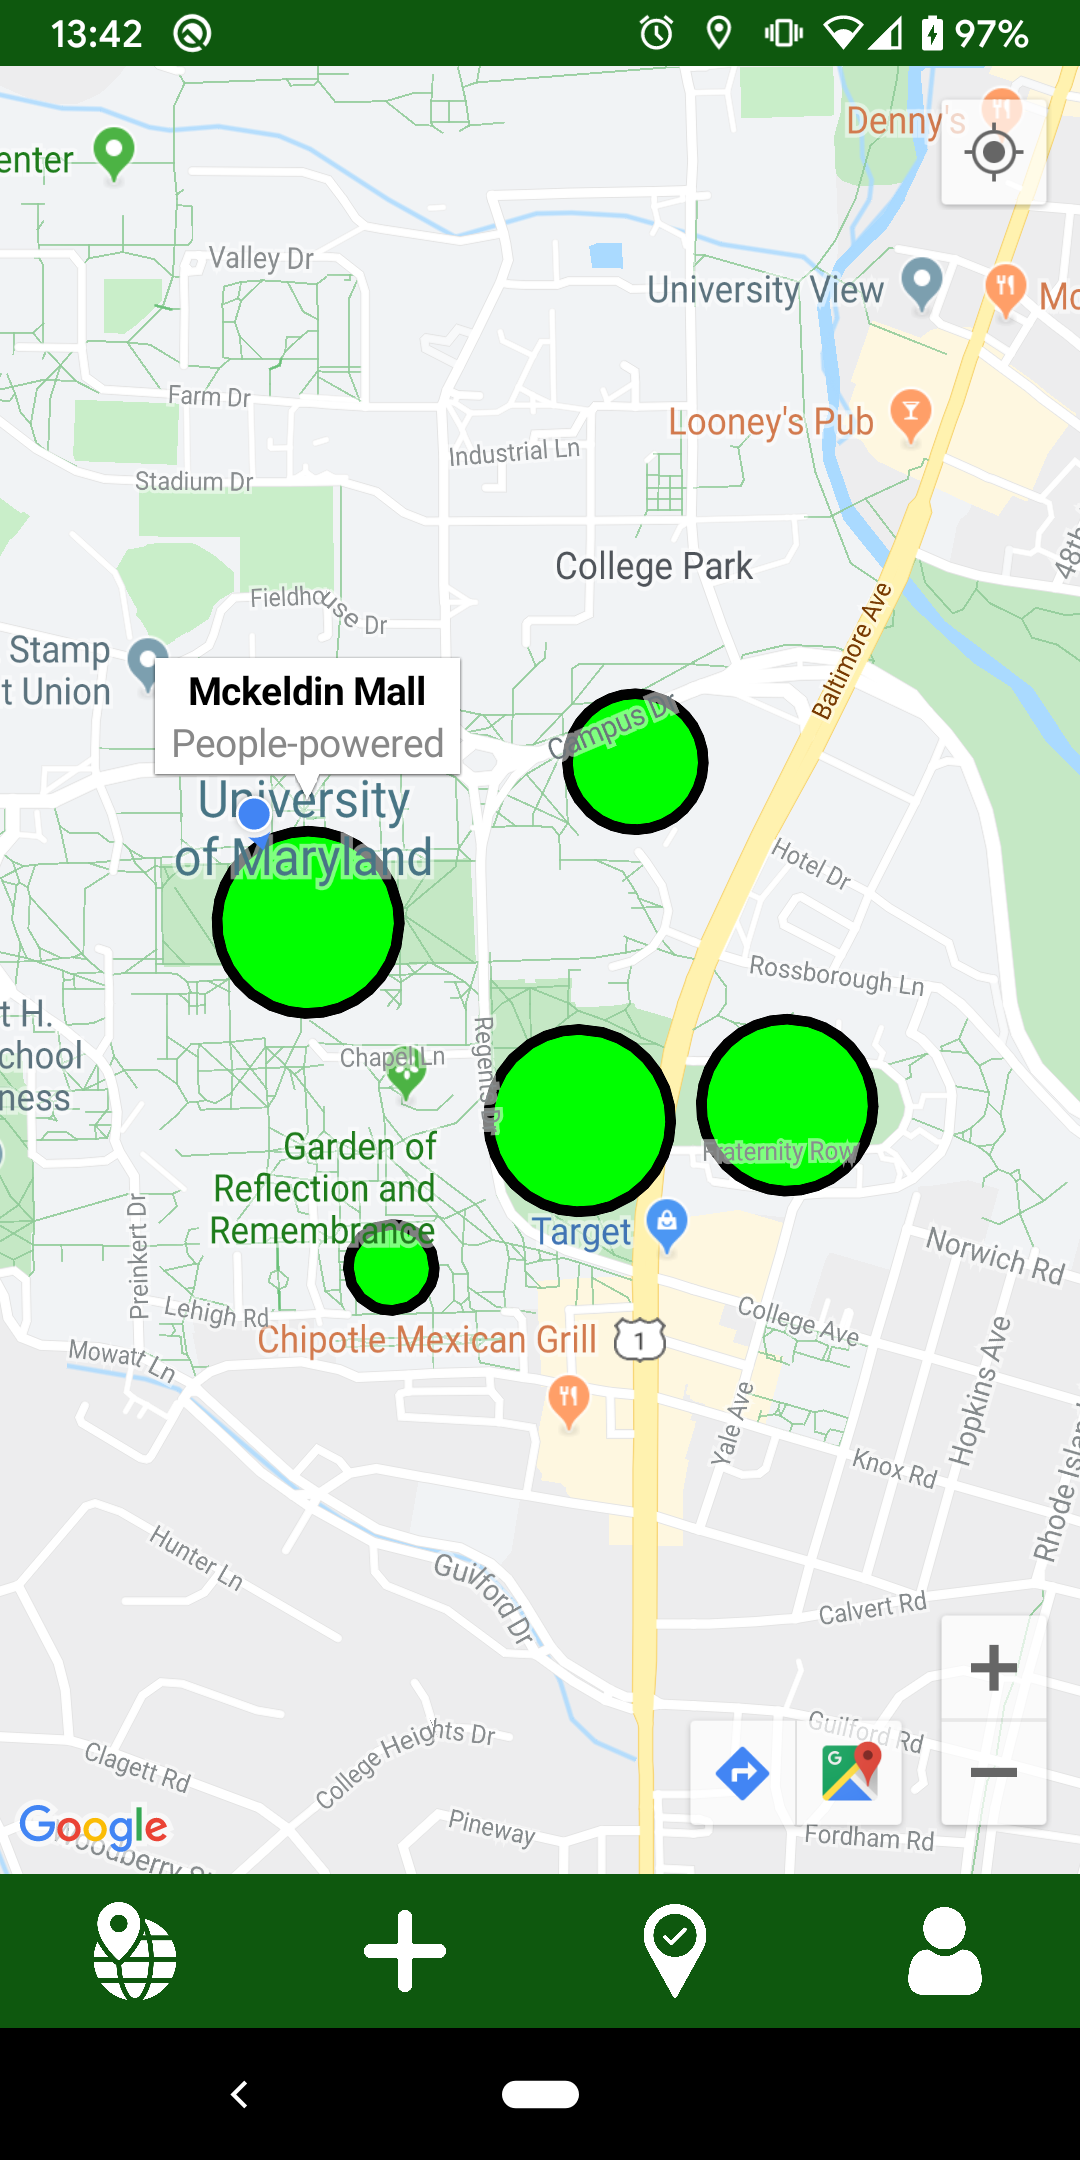 13:42
97%
Denny's
enter
Valley Dr
University View
Mc
Farm Dr
Looney's Pub
Industrial Ln
Stadium Dr
College Park
48th
Fieldhouse Dr
Baltimore Ave
Stamp
t Union
Mckeldin Mall
People-powered
Campus Dr
University
of Maryland
Hotel Dr
Rossborough Ln
t H.
chool
ness
Chapel Ln
Regents Dr
Garden of
Reflection and
Remembrance
Fraternity Row
Target
Norwich Rd
Preinkert Dr
Lehigh Rd
College Ave
Chipotle Mexican Grill
1
Mowatt Ln
Hopkins Ave
Yale Ave
Knox Rd
Rhode Islan
Hunter Ln
Guilford Dr
Calvert Rd
Guilford Rd
College Heights Dr
Clagett Rd
G
Google
Pineway
Fordham Rd